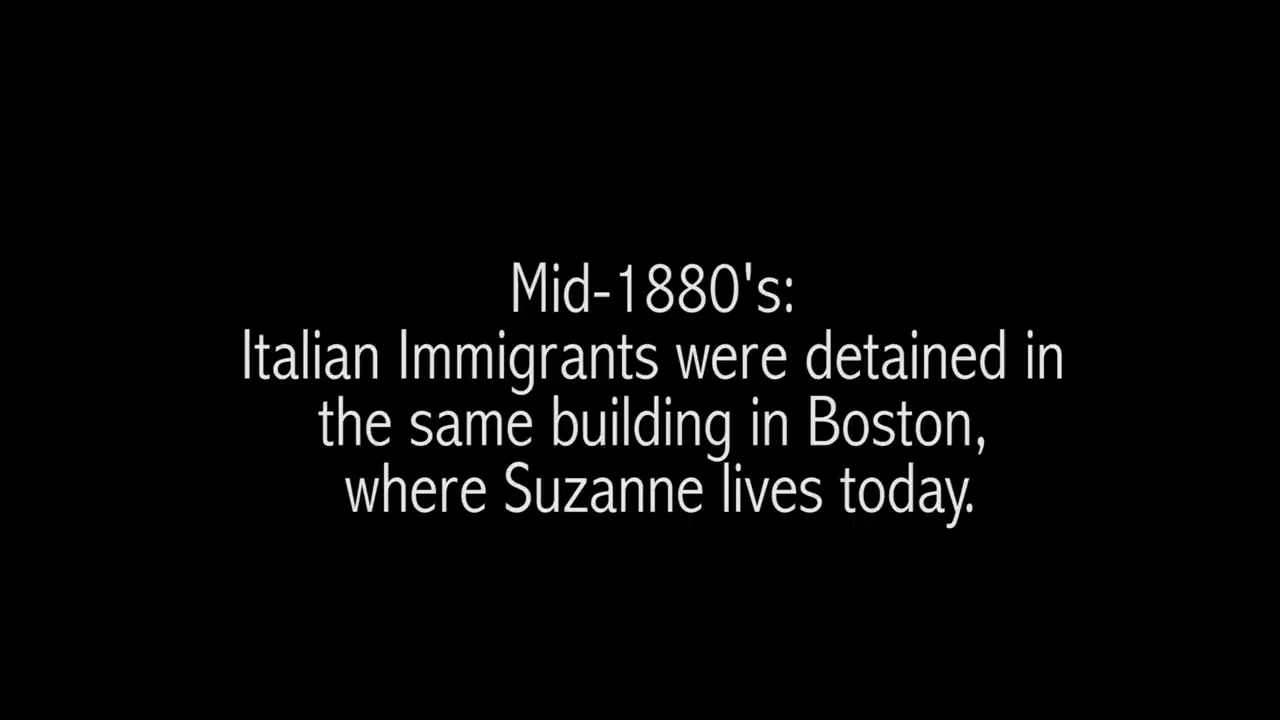 Mid-1880's:
Italian Immigrants were detained in
the same building in Boston,
where Suzanne lives today.